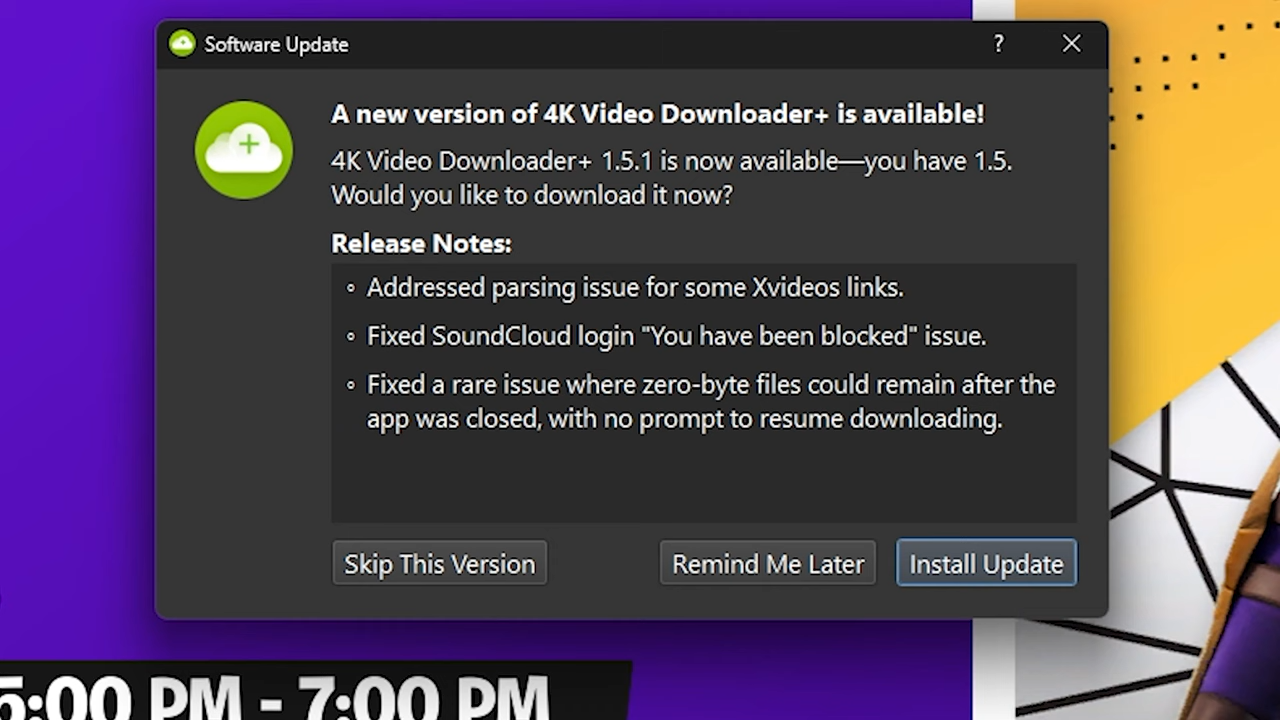 Software Update
?
A new version of 4K Video Downloader+ is available!
4K Video Downloader+ 1.5.1 is now available—you have 1.5.
Would you like to download it now?
Release Notes:
◦ Addressed parsing issue for some Xvideos links.
◦ Fixed SoundCloud login "You have been blocked" issue.
◦ Fixed a rare issue where zero-byte files could remain after the
app was closed, with no prompt to resume downloading.
Skip This Version
Remind Me Later
Install Update
5:00 PM - 7:00 PM